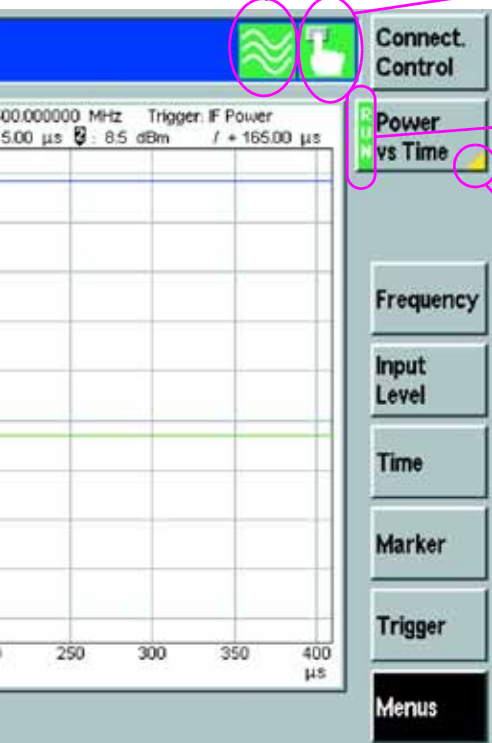 Connect.
Control
00.000000 MHz Trigger: IF Power
5.00 µs 2 : 8.5 dBm / + 165.00 µs
RUN
Power
vs Time
Frequency
Input
Level
Time
Marker
Trigger
250 300 350 400
µs
Menus